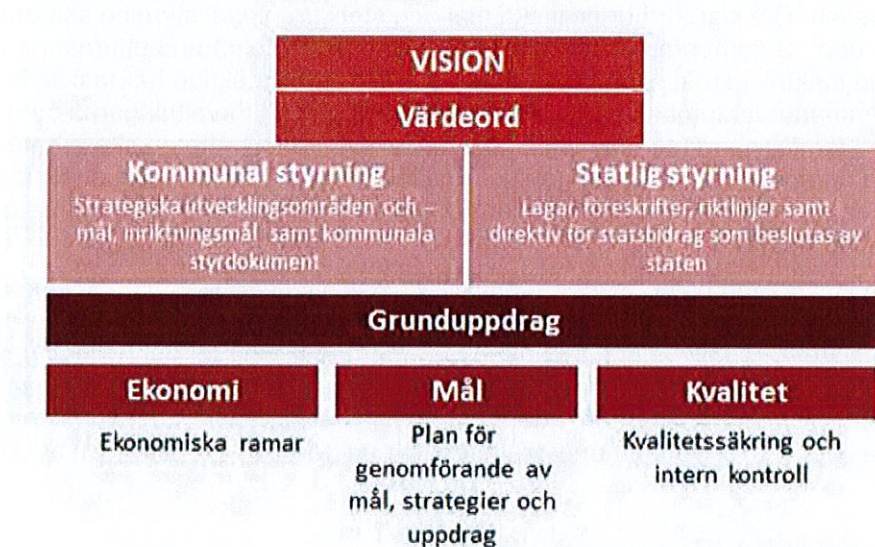 VISION
Värdeord
Kommunal styrning
Strategiska utvecklingsområden och –
mål, inriktningsmål samt kommunala
styrdokument
Statlig styrning
Lagar, föreskrifter, riktlinjer samt
direktiv för statsbidrag som beslutas av
staten
Grunduppdrag
Ekonomi
Ekonomiska ramar
Mål
Plan för
genomförande av
mål, strategier och
uppdrag
Kvalitet
Kvalitetssäkring och
intern kontroll